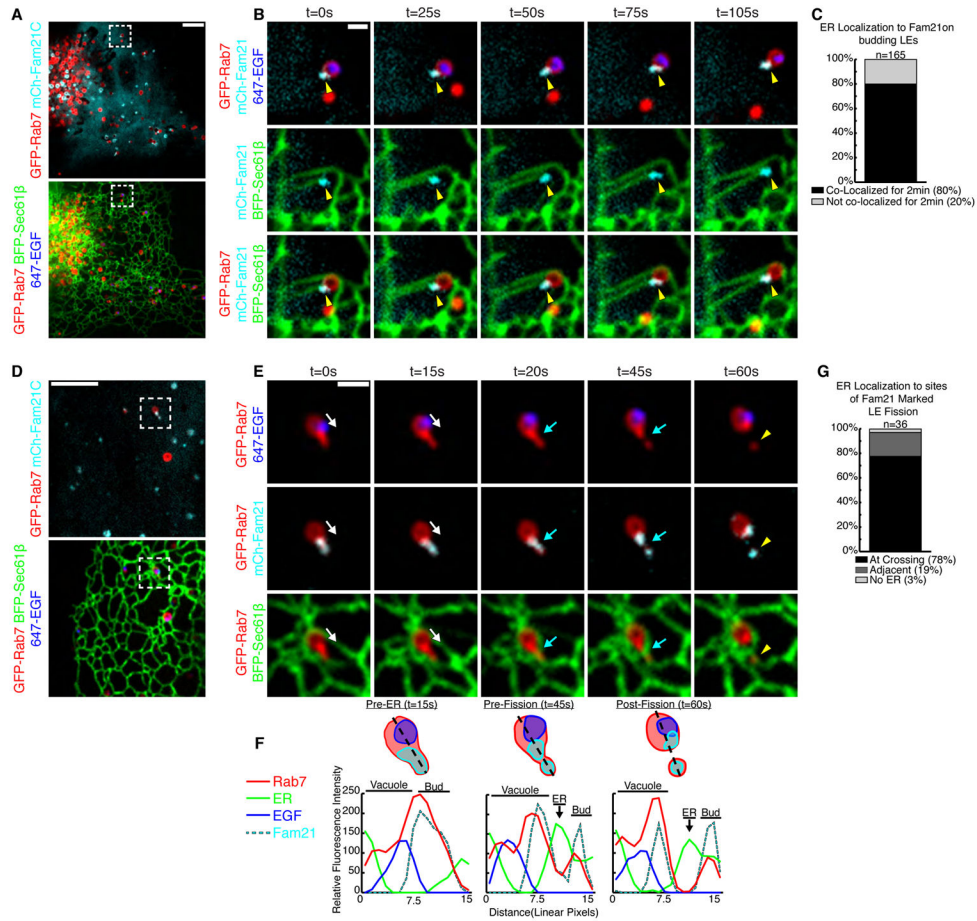 A
GFP-Rab7 mCh-Fam21C
GFP-Rab7 BFP-Sec61β
647-EGF
B
t=0s t=25s t=50s t=75s t=105s
GFP-Rab7
mCh-Fam21
647-EGF
mCh-Fam21
BFP-Sec61β
GFP-Rab7
mCh-Fam21
BFP-Sec61β
C
ER Localization to Fam21on
budding LEs
n=165
100%
80%
60%
40%
20%
0%
Co-Localized for 2min (80%)
Not co-localized for 2min (20%)
D
GFP-Rab7 mCh-Fam21C
GFP-Rab7 BFP-Sec61β
647-EGF
E
t=0s t=15s t=20s t=45s t=60s
GFP-Rab7
647-EGF
GFP-Rab7
mCh-Fam21
GFP-Rab7
BFP-Sec61β
G
ER Localization to sites
of Fam21 Marked
LE Fission
n=36
100%
80%
60%
40%
20%
0%
At Crossing (78%)
Adjacent (19%)
No ER (3%)
Pre-ER (t=15s) Pre-Fission (t=45s) Post-Fission (t=60s)
F
Rab7
ER
EGF
Fam21
Relative Fluorescence Intensity
250
200
150
100
50
0
Vacuole Bud
7.5 15
Vacuole ER Bud
7.5 15
Vacuole ER Bud
7.5 15
Distance(Linear Pixels)